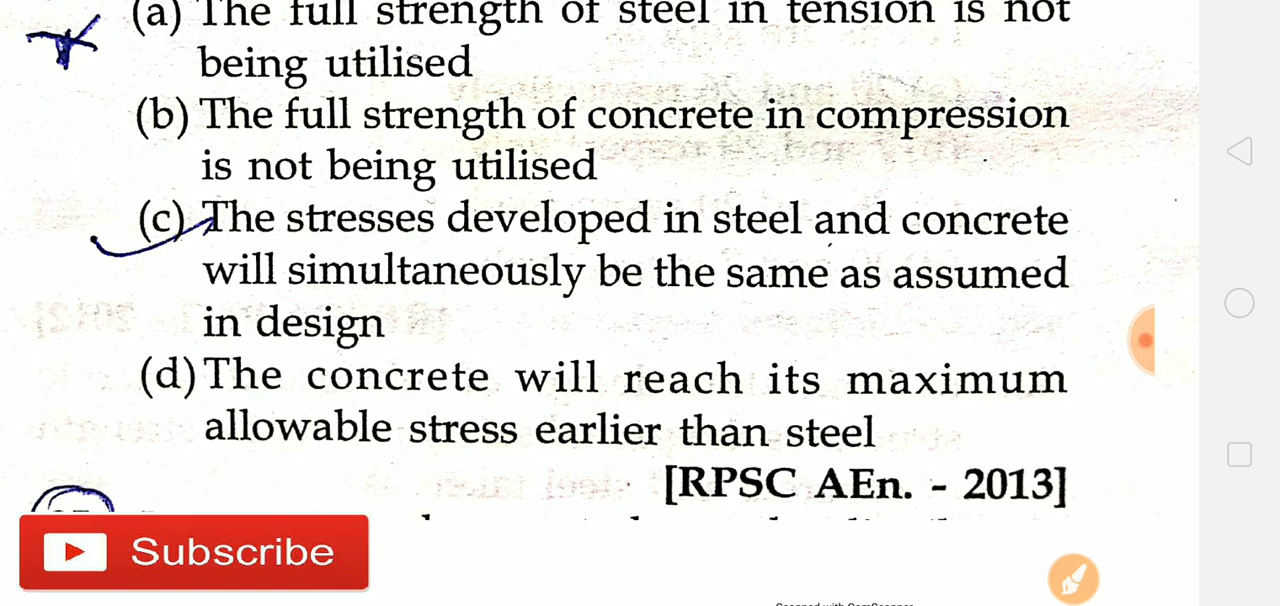 (a) The full strength of steel in tension is not
being utilised
(b) The full strength of concrete in compression
is not being utilised
(c) The stresses developed in steel and concrete
will simultaneously be the same as assumed
in design
(d) The concrete will reach its maximum
allowable stress earlier than steel
[RPSC AEn. - 2013]
Subscribe